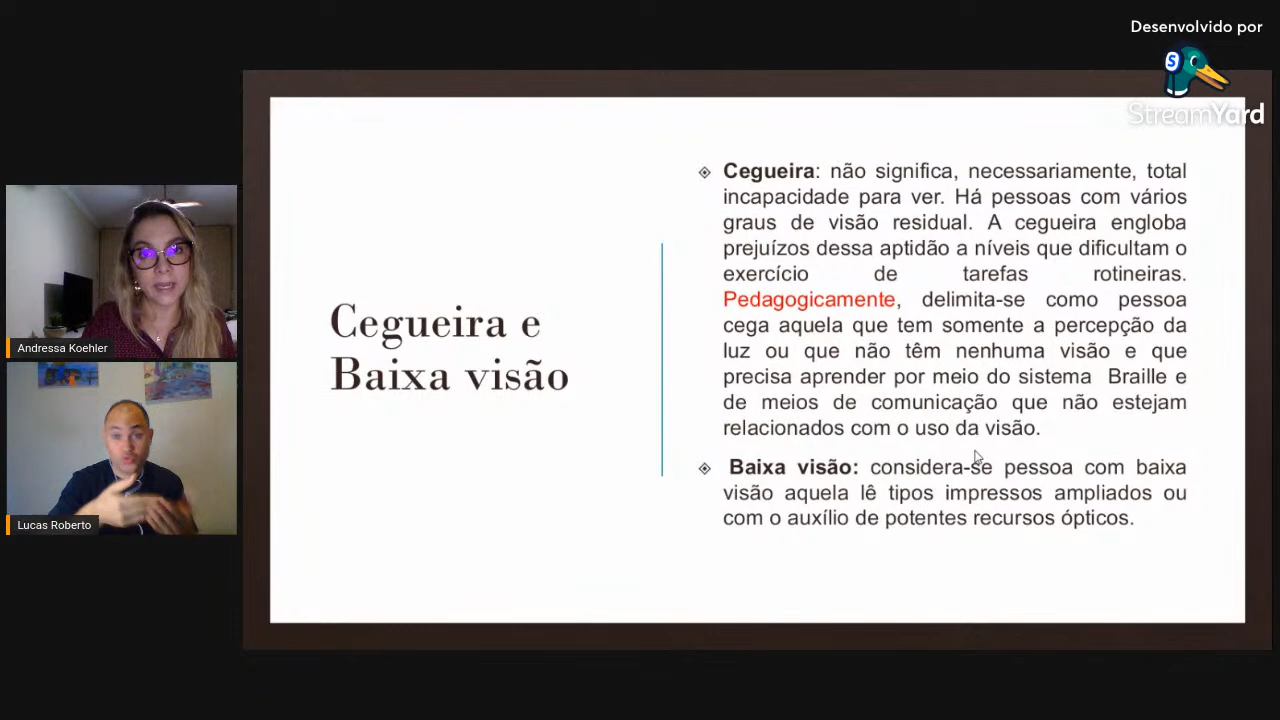 Desenvolvido por
S
StreamYard
Andressa Koehler
Lucas Roberto
Cegueira e
Baixa visão
Cegueira: não significa, necessariamente, total
incapacidade para ver. Há pessoas com vários
graus de visão residual. A cegueira engloba
prejuízos dessa aptidão a níveis que dificultam o
exercício de tarefas rotineiras.
Pedagogicamente, delimita-se como pessoa
cega aquela que tem somente a percepção da
luz ou que não têm nenhuma visão e que
precisa aprender por meio do sistema Braille e
de meios de comunicação que não estejam
relacionados com o uso da visão.
Baixa visão: considera-se pessoa com baixa
visão aquela lê tipos impressos ampliados ou
com o auxílio de potentes recursos ópticos.